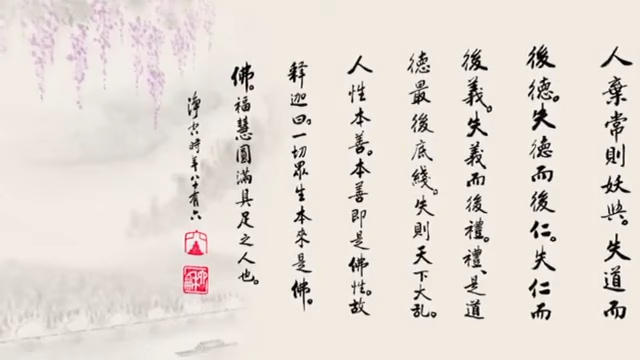 人棄常則妖興。失道而
後德。失德而後仁。失仁而
後義。失義而後禮。禮、是道
德最後底綫。失則天下大亂。
人性本善。本善即是佛性。故
释迦曰。一切眾生本來是佛。
佛。福慧圓滿具足之人也。
淨空時年八十有六